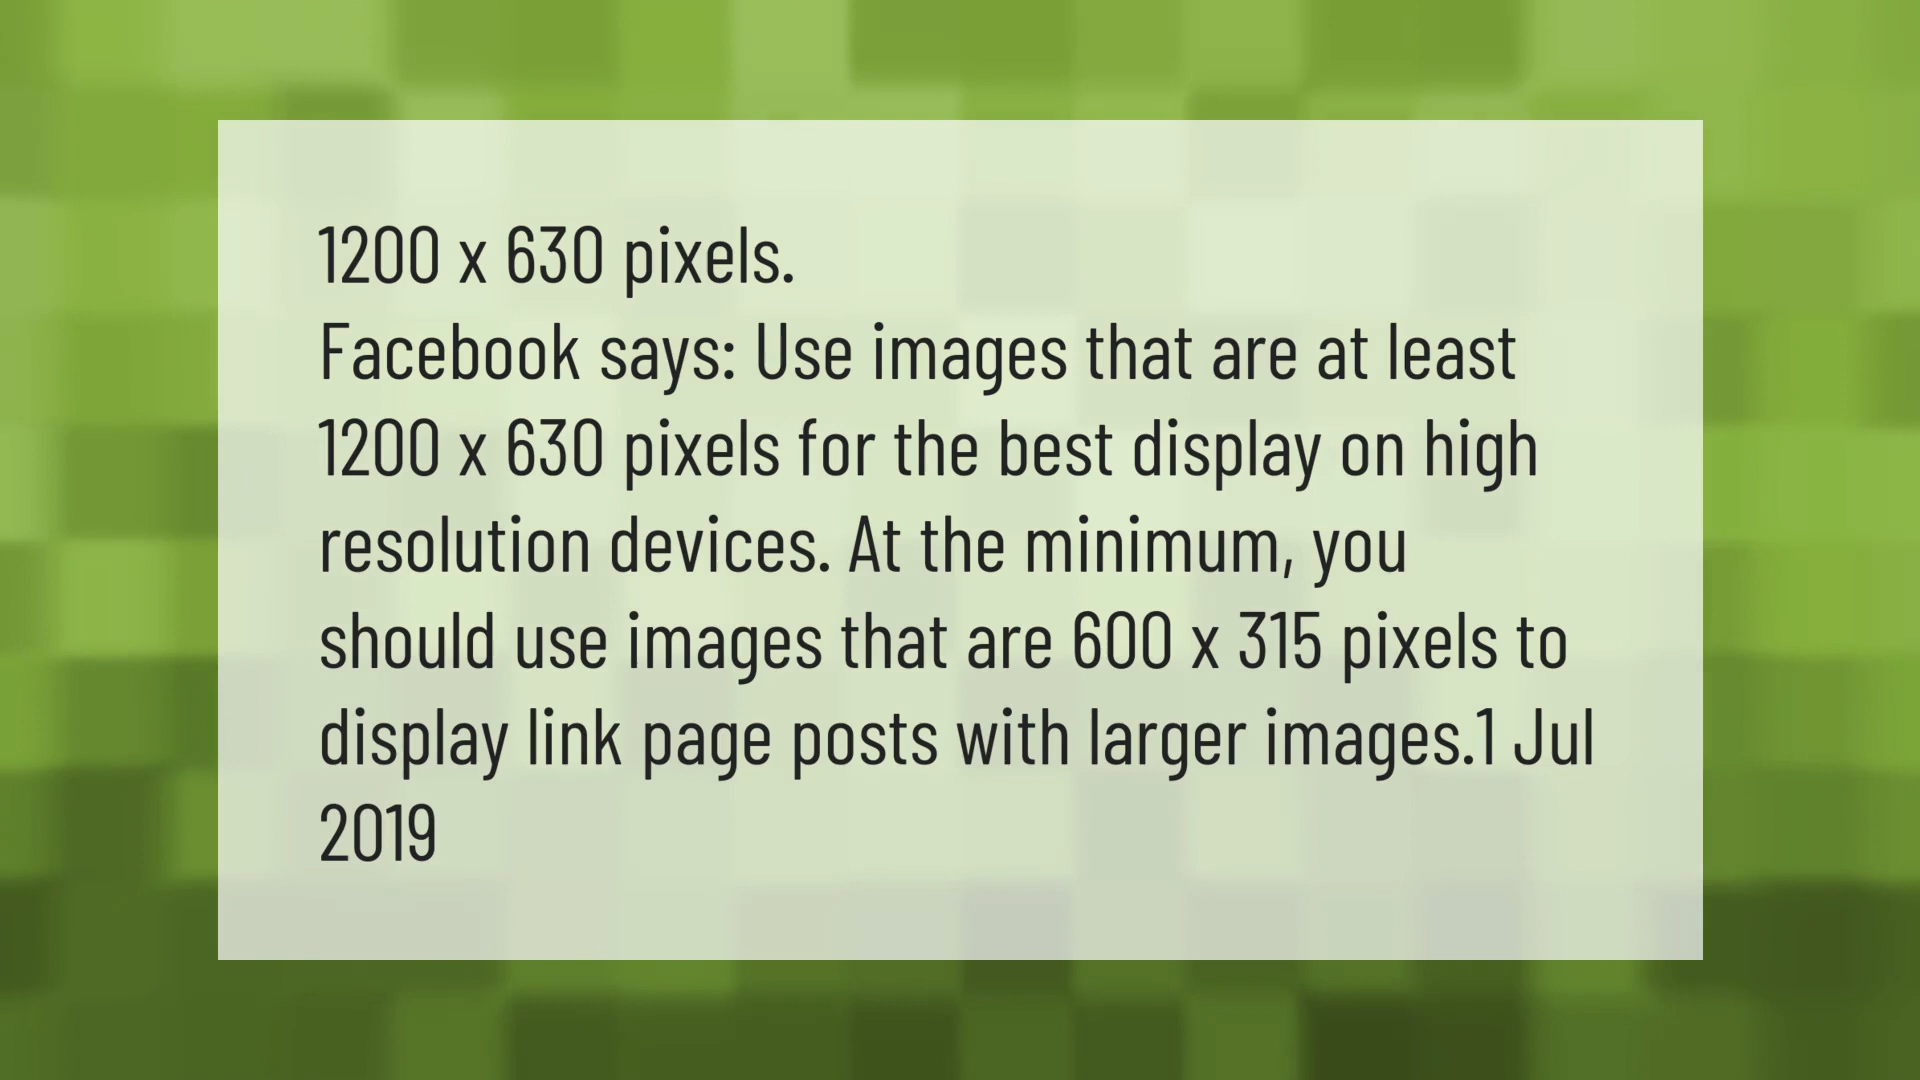 1200 x 630 pixels.
Facebook says: Use images that are at least
1200 x 630 pixels for the best display on high
resolution devices. At the minimum, you
should use images that are 600 x 315 pixels to
display link page posts with larger images.1 Jul
2019